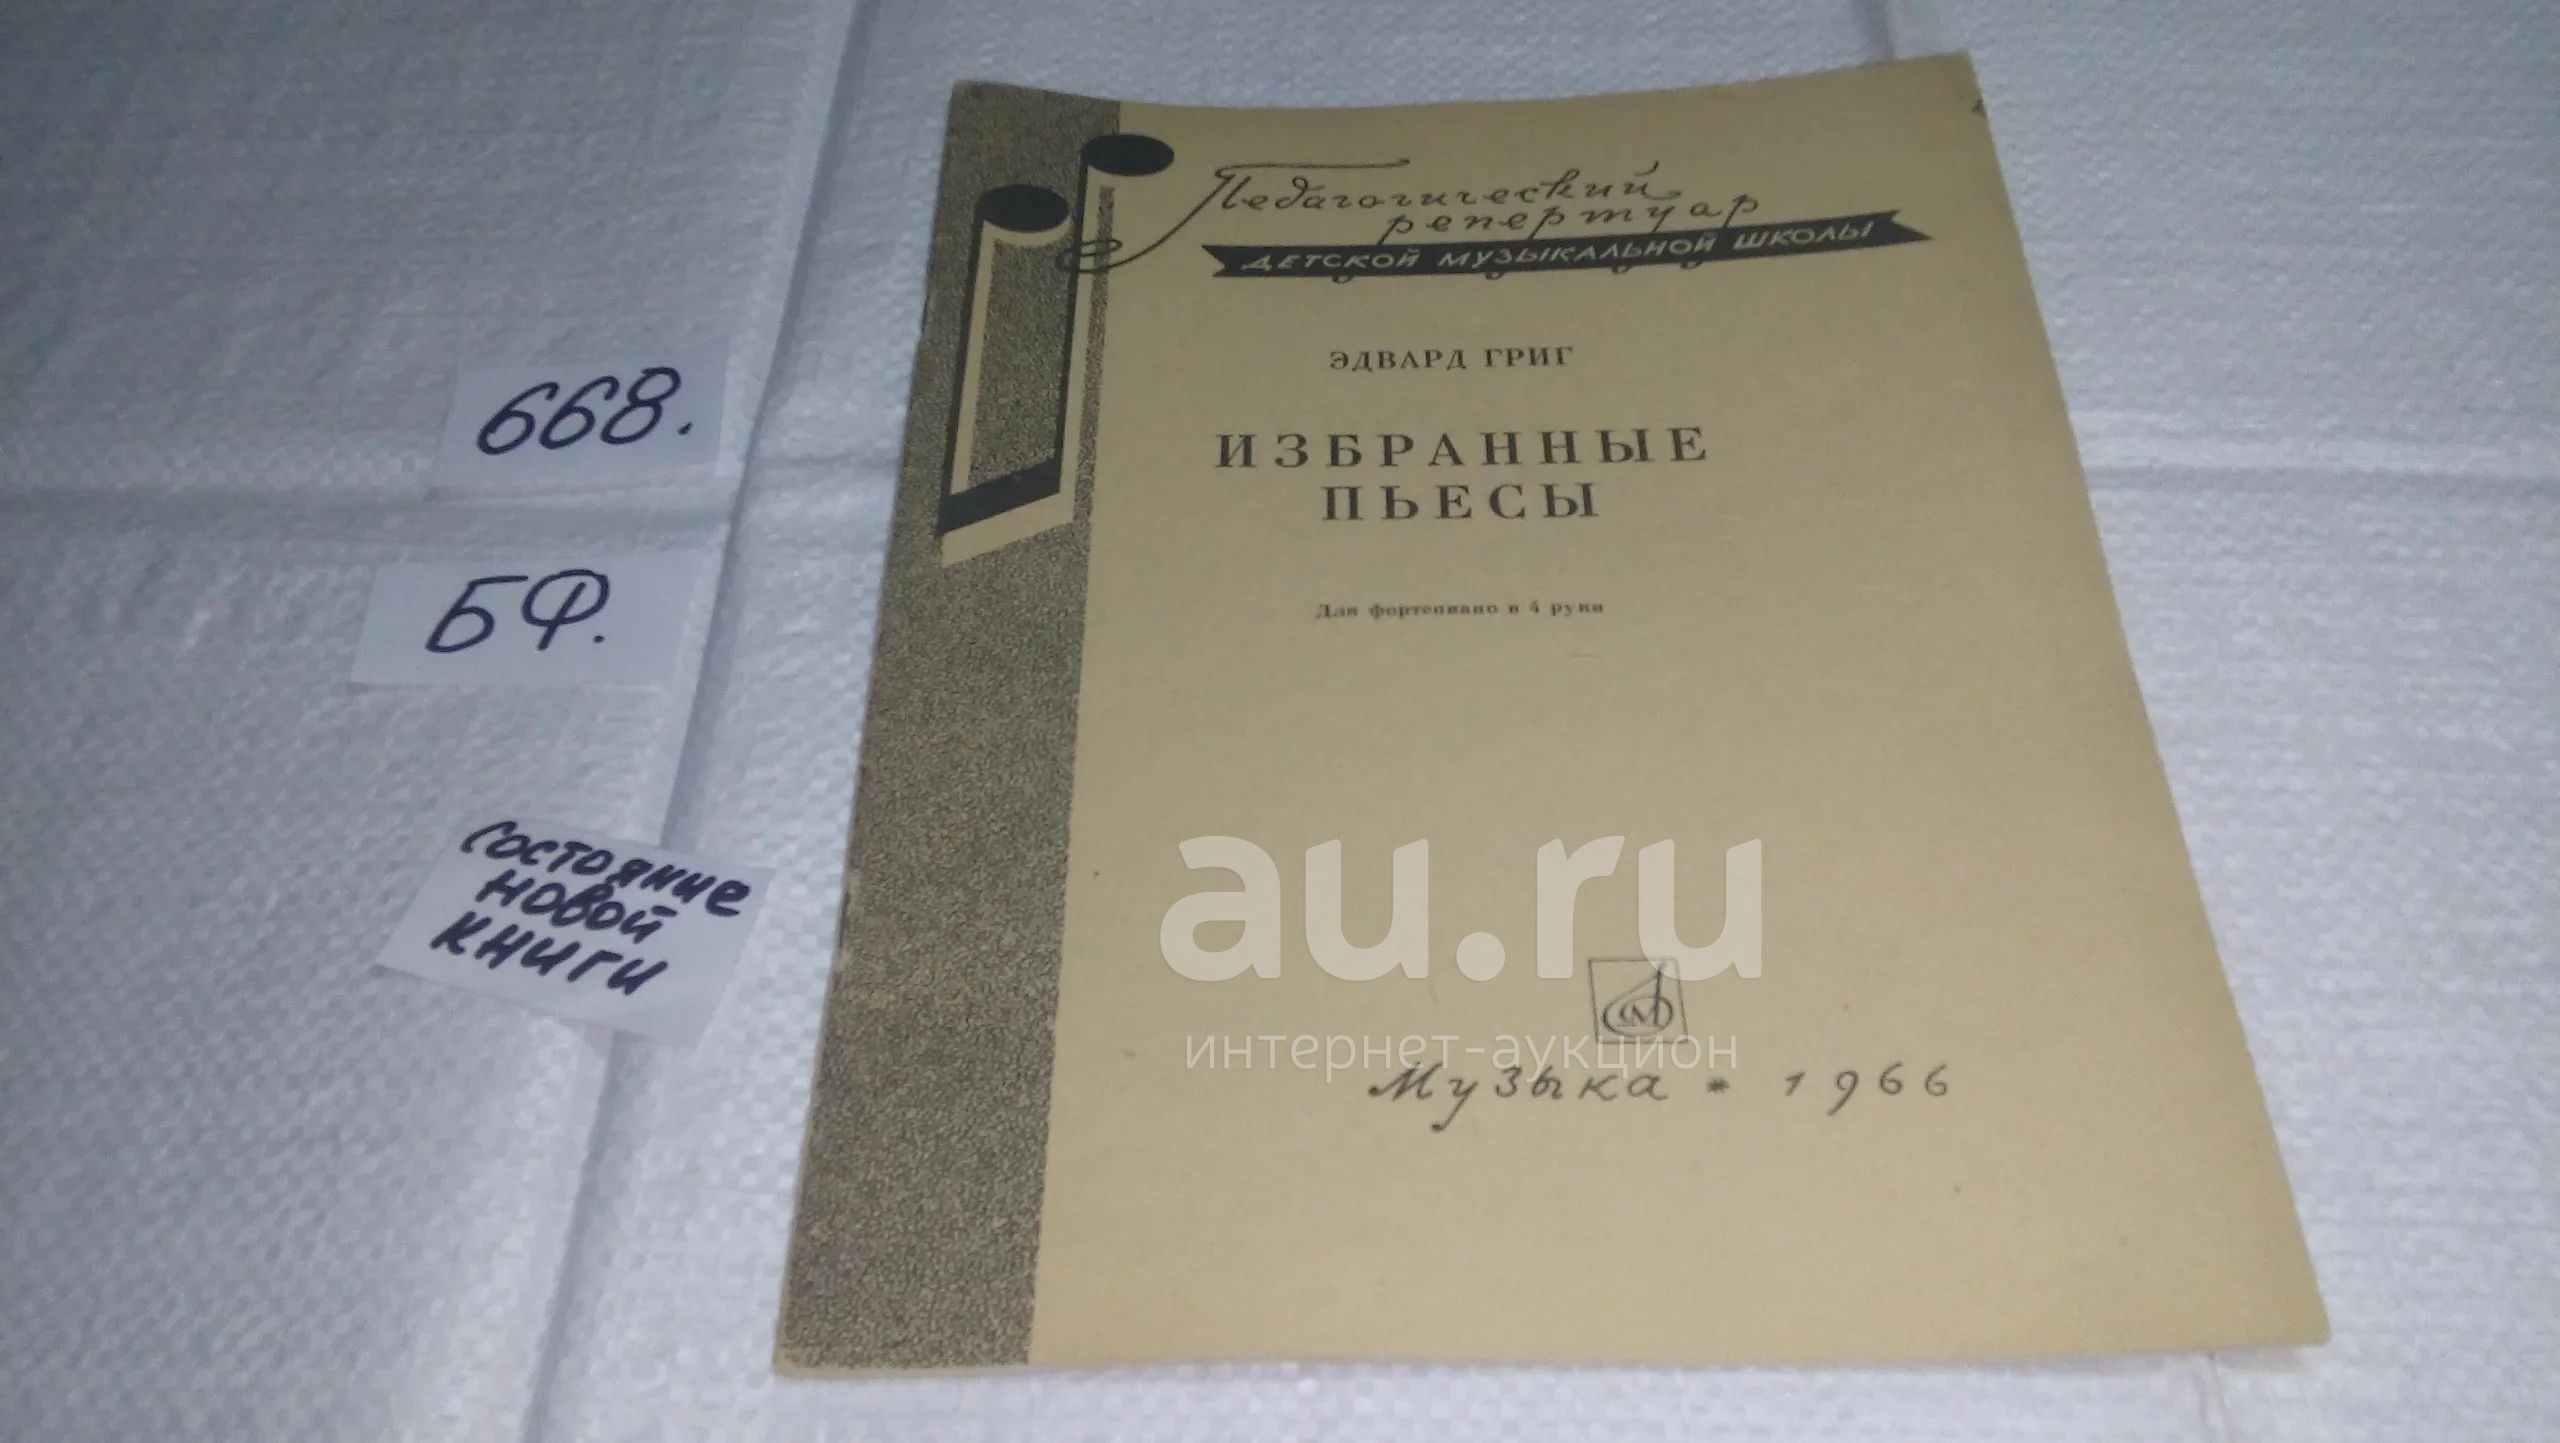 Педагогический
репертуар
ДЕТСКОЙ МУЗЫКАЛЬНОЙ ШКОЛЫ
ЭДВАРД ГРИГ
ИЗБРАННЫЕ
ПЬЕСЫ
Для фортепиано в 4 руки
Музыка * 1966
668.
БФ.
состояние
новой
книги
au.ru
интернет-аукцион